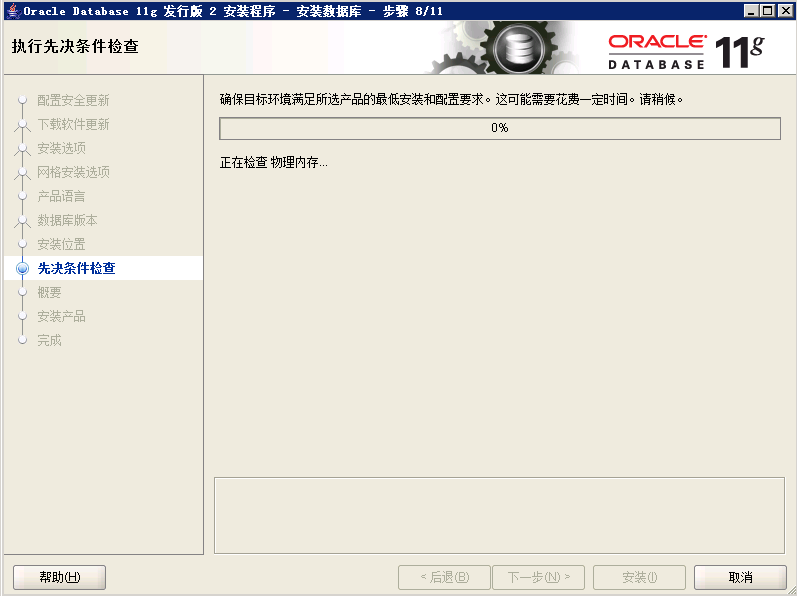 Oracle Database 11g 发行版 2 安装程序 - 安装数据库 - 步骤 8/11
执行先决条件检查
ORACLE
DATABASE 11g
配置安全更新
下载软件更新
安装选项
网格安装选项
产品语言
数据库版本
安装位置
先决条件检查
概要
安装产品
完成
确保目标环境满足所选产品的最低安装和配置要求。这可能需要花费一定时间。请稍候。
0%
正在检查 物理内存...
帮助(H)
< 后退(B)
下一步(N) >
安装(I)
取消